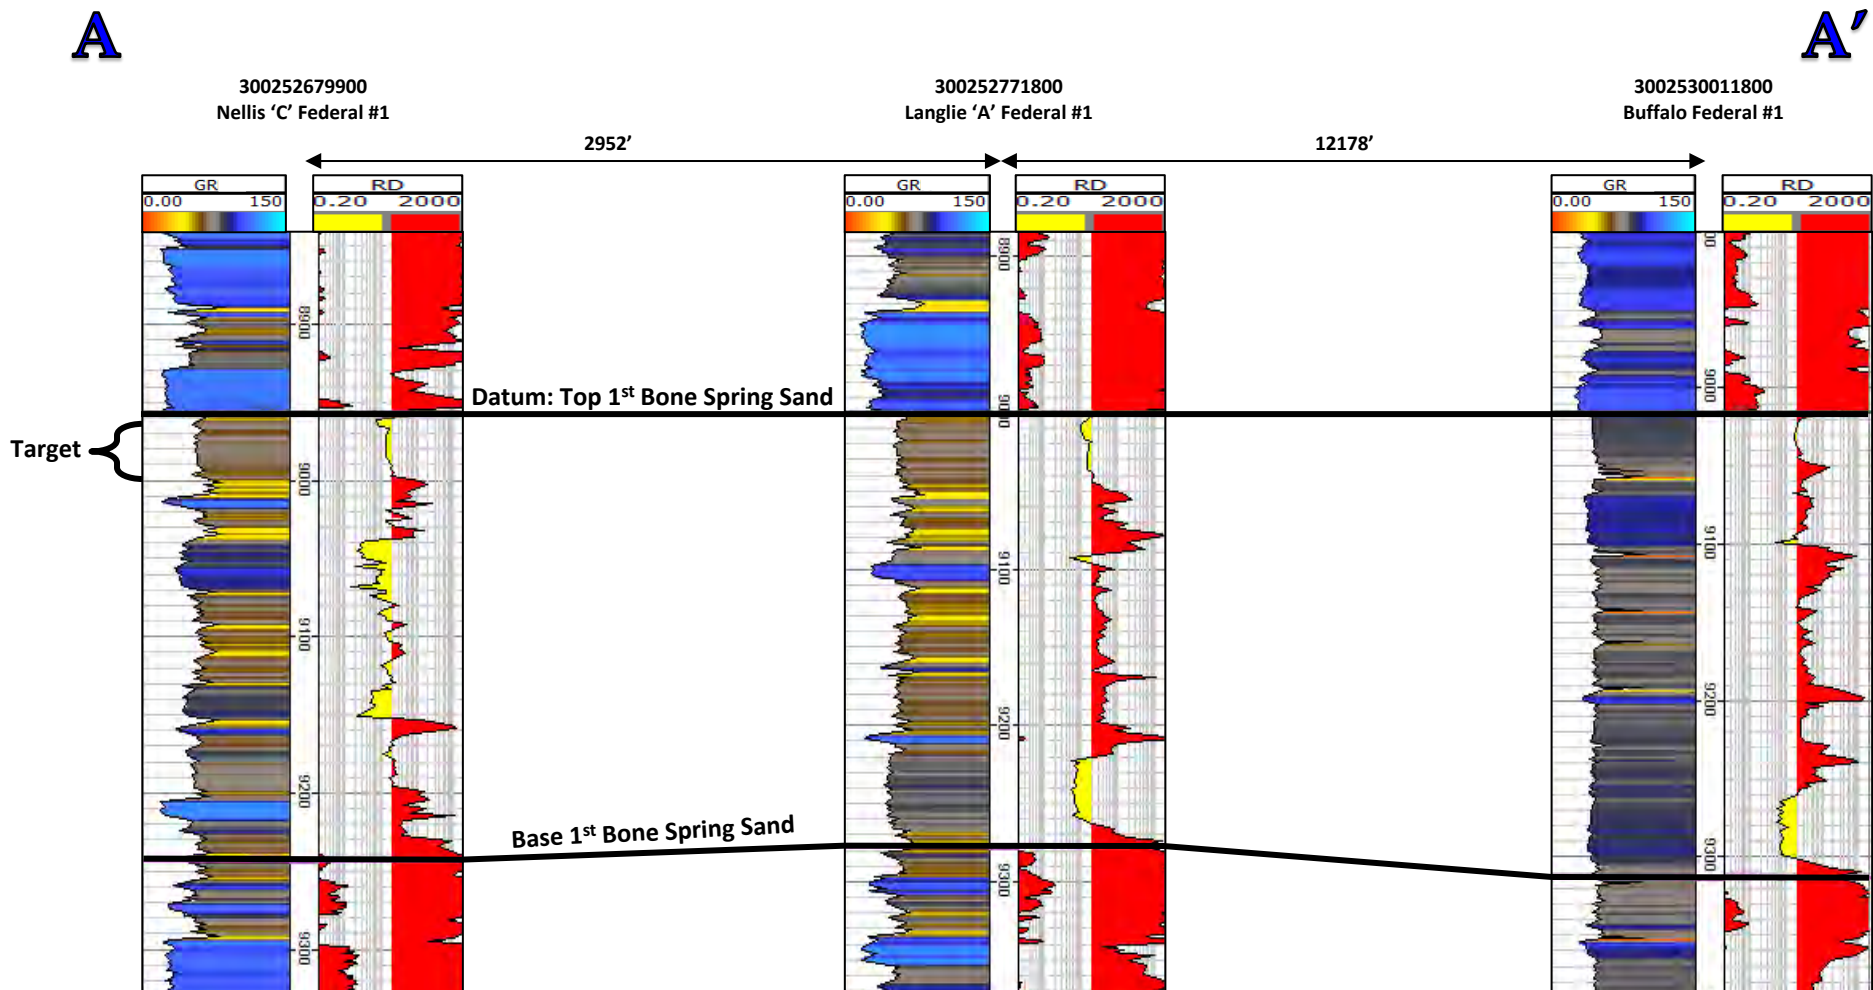 A
A′
300252679900
Nellis ‘C’ Federal #1
300252771800
Langlie ‘A’ Federal #1
3002530011800
Buffalo Federal #1
2952’
12178’
GR
0.00 150
RD
0.20 2000
GR
0.00 150
RD
0.20 2000
GR
0.00 150
RD
0.20 2000
Datum: Top 1st Bone Spring Sand
Target
Base 1st Bone Spring Sand
8900
9000
9100
9200
9300
8900
9000
9100
9200
9300
00
9000
9100
9200
9300